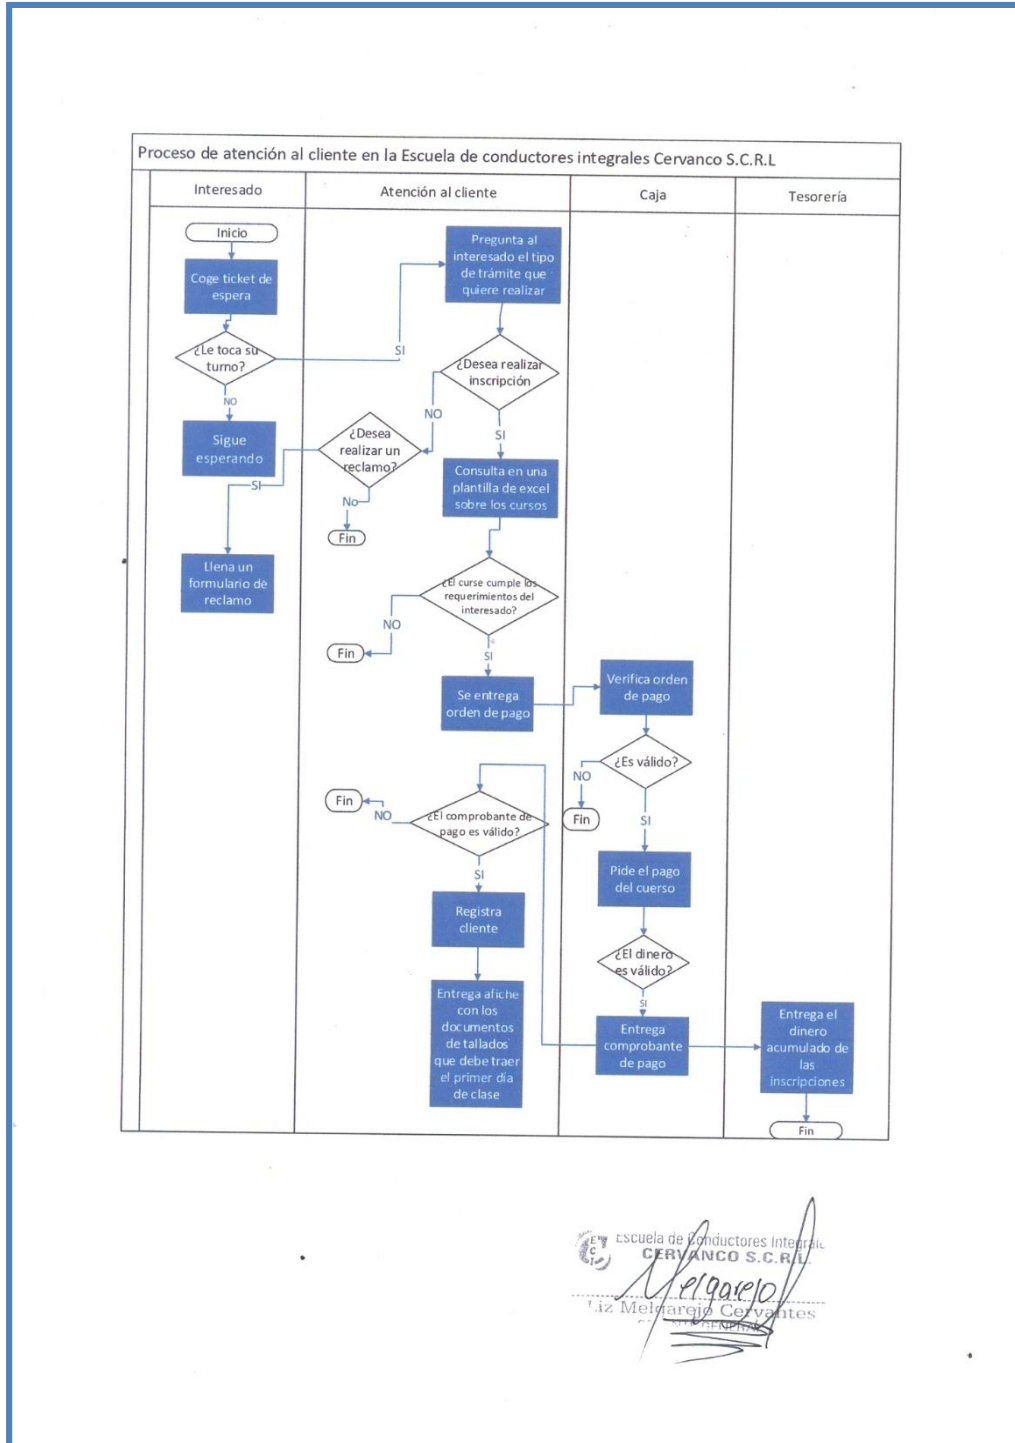 Proceso de atención al cliente en la Escuela de conductores integrales Cervanco S.C.R.L
Interesado
Atención al cliente
Caja
Tesorería
Inicio
Coge ticket de
espera
¿Le toca su
turno?
SI
NO
Sigue
esperando
Pregunta al
interesado el tipo
de trámite que
quiere realizar
¿Desea realizar
inscripción
NO
SI
¿Desea
realizar un
reclamo?
SI
No
Fin
Llena un
formulario de
reclamo
Consulta en una
plantilla de excel
sobre los cursos
¿El curse cumple los
requerimientos del
interesado?
NO
Fin
SI
Se entrega
orden de pago
Verifica orden
de pago
¿Es válido?
NO
Fin
SI
Pide el pago
del cuerso
¿El dinero
es válido?
SI
Entrega
comprobante
de pago
¿El comprobante de
pago es válido?
NO
Fin
SI
Registra
cliente
Entrega afiche
con los
documentos
de tallados
que debe traer
el primer día
de clase
Entrega el
dinero
acumulado de
las
inscripciones
Fin
ECI
Escuela de Conductores Integrale
CERVANCO S.C.R.L.
Melgarejo
Liz Melgarejo Cervantes
GENERAL